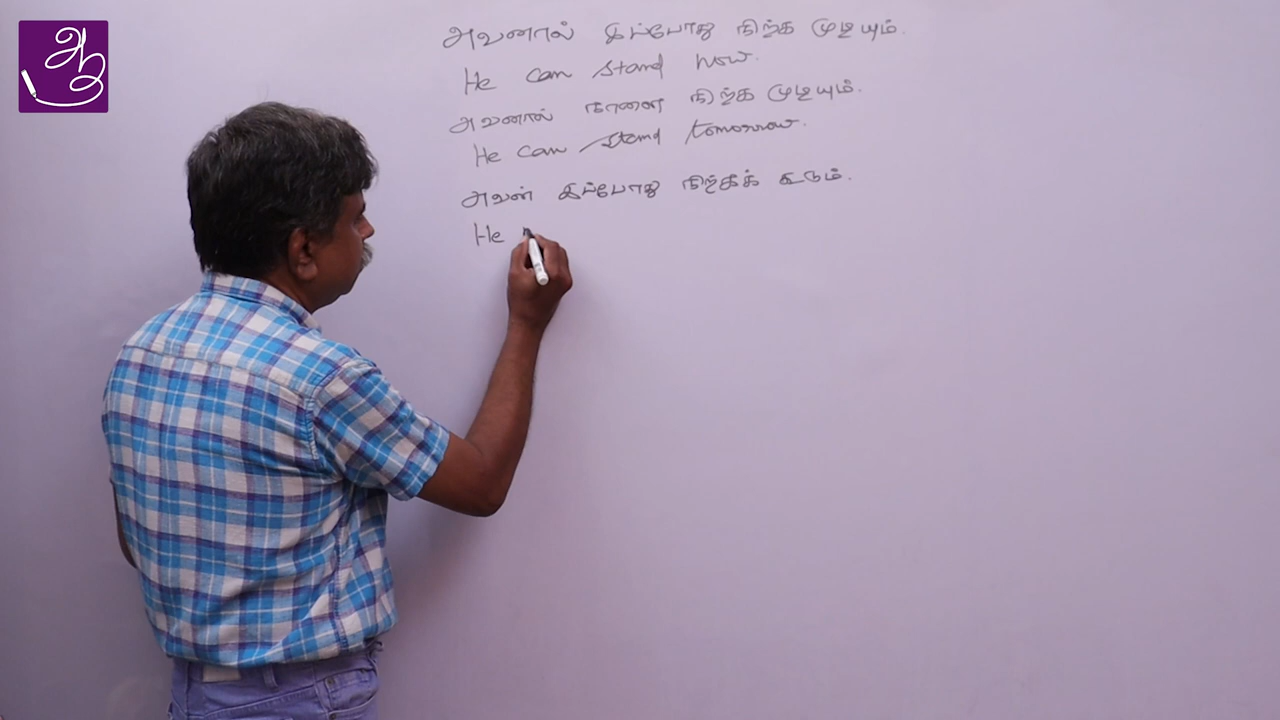 அவனால் இப்போது நிற்க முடியும்.
He can stand now.
அவனால் நாளை நிற்க முடியும்.
He can stand tomorrow.
அவன் இப்போது நிற்கக் கூடும்.
He